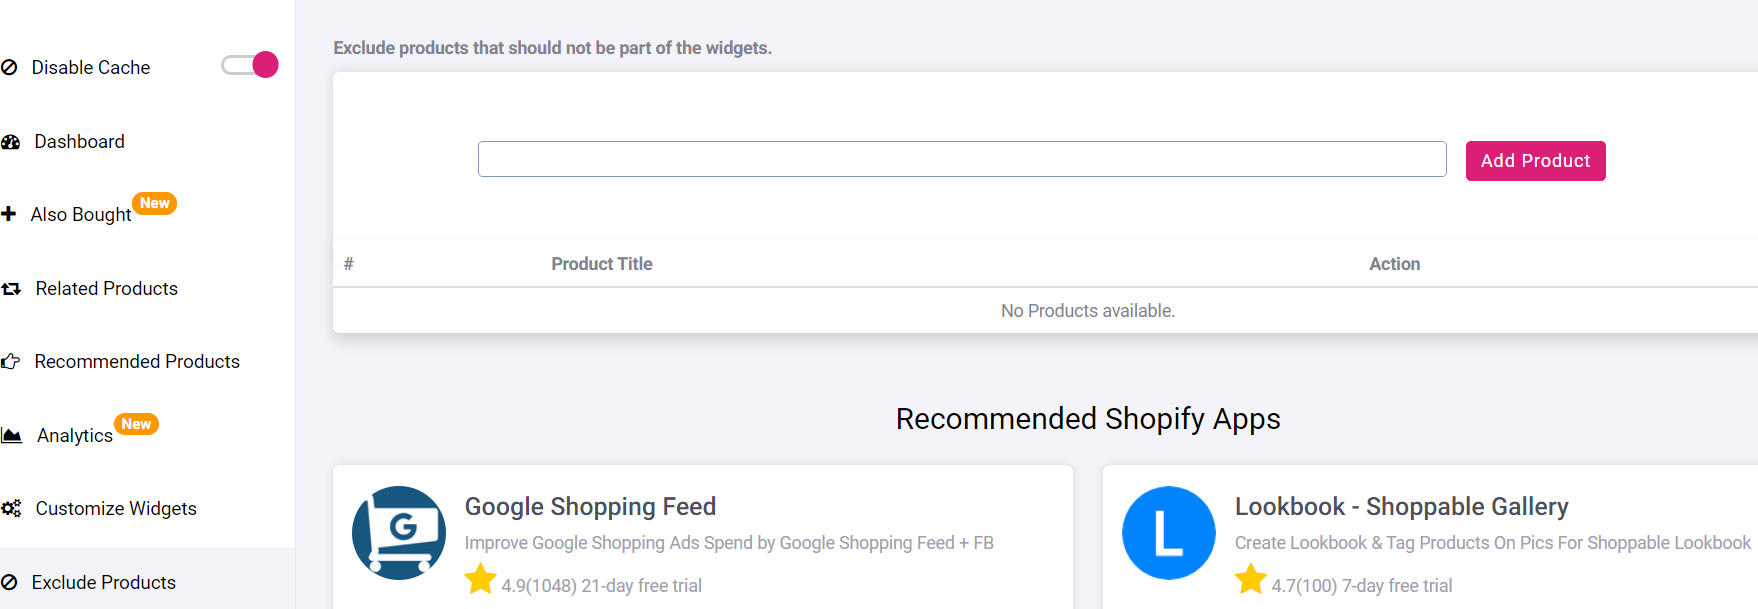 Disable Cache
Dashboard
Also Bought New
Related Products
Recommended Products
Analytics New
Customize Widgets
Exclude Products
Exclude products that should not be part of the widgets.
Add Product
# Product Title Action
No Products available.
Recommended Shopify Apps
G
Google Shopping Feed
Improve Google Shopping Ads Spend by Google Shopping Feed + FB
4.9(1048) 21-day free trial
L
Lookbook - Shoppable Gallery
Create Lookbook & Tag Products On Pics For Shoppable Lookbook
4.7(100) 7-day free trial